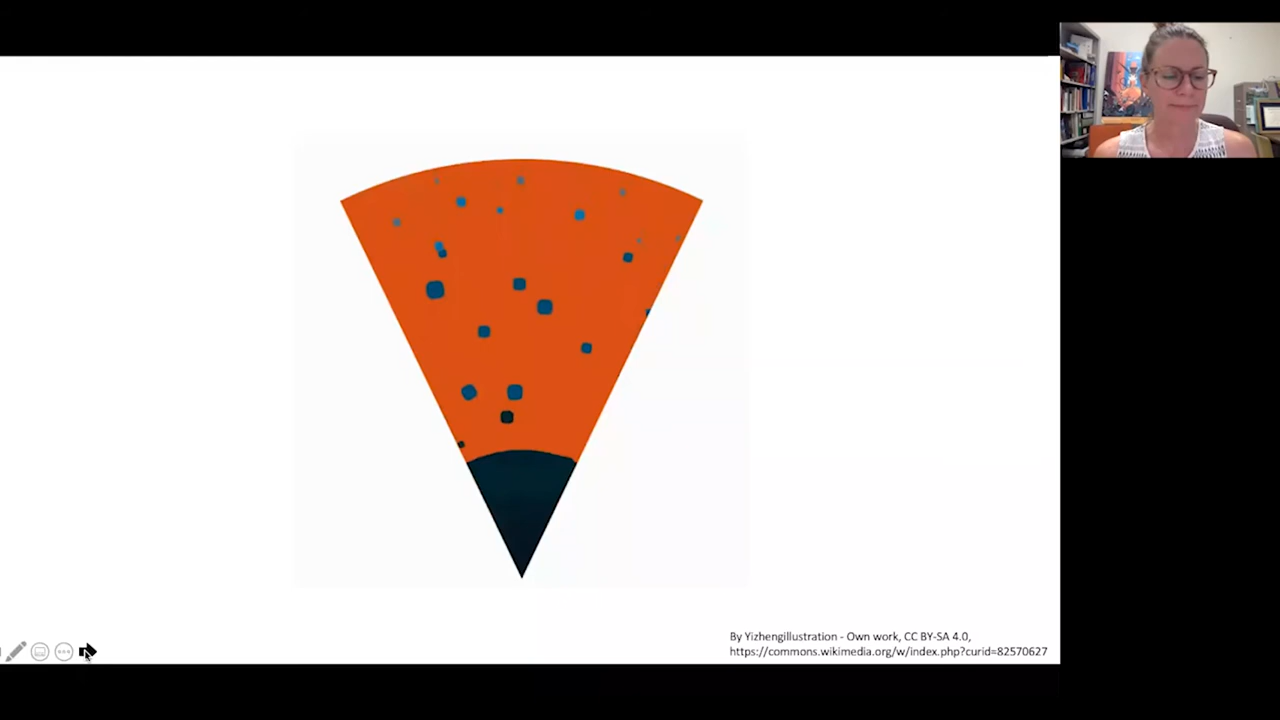 By Yizhengillustration - Own work, CC BY-SA 4.0,
https://commons.wikimedia.org/w/index.php?curid=82570627